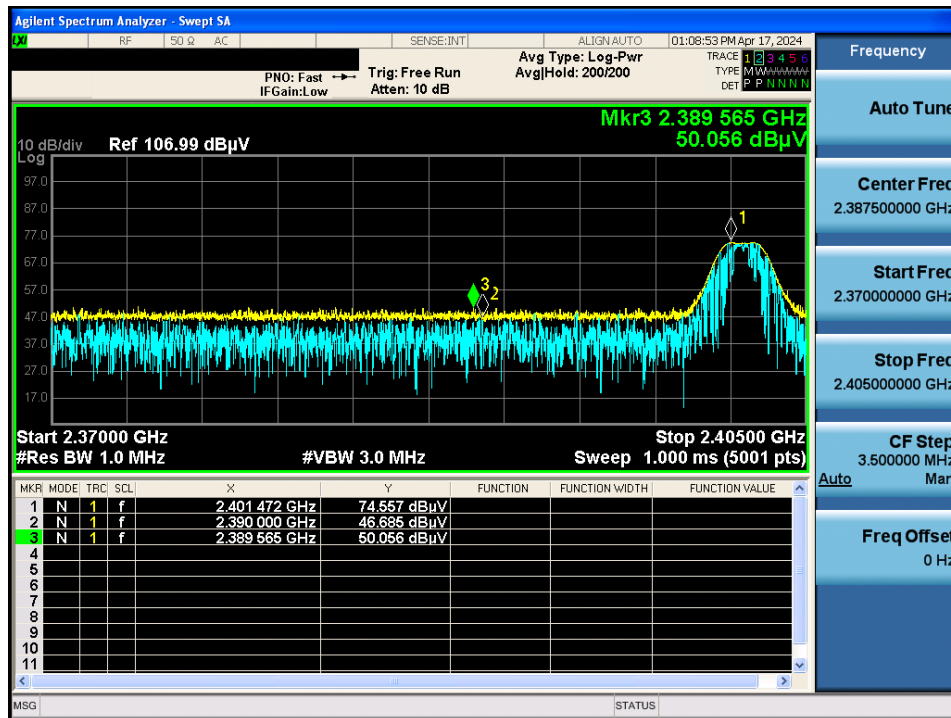 Agilent Spectrum Analyzer - Swept SA
LXI RF 50 Ω AC SENSE:INT ALIGN AUTO 01:08:53 PM Apr 17, 2024
PNO: Fast Trig: Free Run Avg Type: Log-Pwr TRACE 1 2 3 4 5 6
IFGain:Low Atten: 10 dB Avg|Hold: 200/200 TYPE M W W W W W
DET P P N N N N
Mkr3 2.389 565 GHz
50.056 dBµV
10 dB/div Ref 106.99 dBµV
Log
97.0
87.0
77.0
67.0
57.0
47.0
37.0
27.0
17.0
1
3
2
Start 2.37000 GHz Stop 2.40500 GHz
#Res BW 1.0 MHz #VBW 3.0 MHz Sweep 1.000 ms (5001 pts)
MKR MODE TRC SCL X Y FUNCTION FUNCTION WIDTH FUNCTION VALUE
1 N 1 f 2.401 472 GHz 74.557 dBµV
2 N 1 f 2.390 000 GHz 46.685 dBµV
3 N 1 f 2.389 565 GHz 50.056 dBµV
4
5
6
7
8
9
10
11
MSG STATUS
Frequency
Auto Tune
Center Freq
2.387500000 GHz
Start Freq
2.370000000 GHz
Stop Freq
2.405000000 GHz
CF Step
3.500000 MHz
Auto Man
Freq Offset
0 Hz